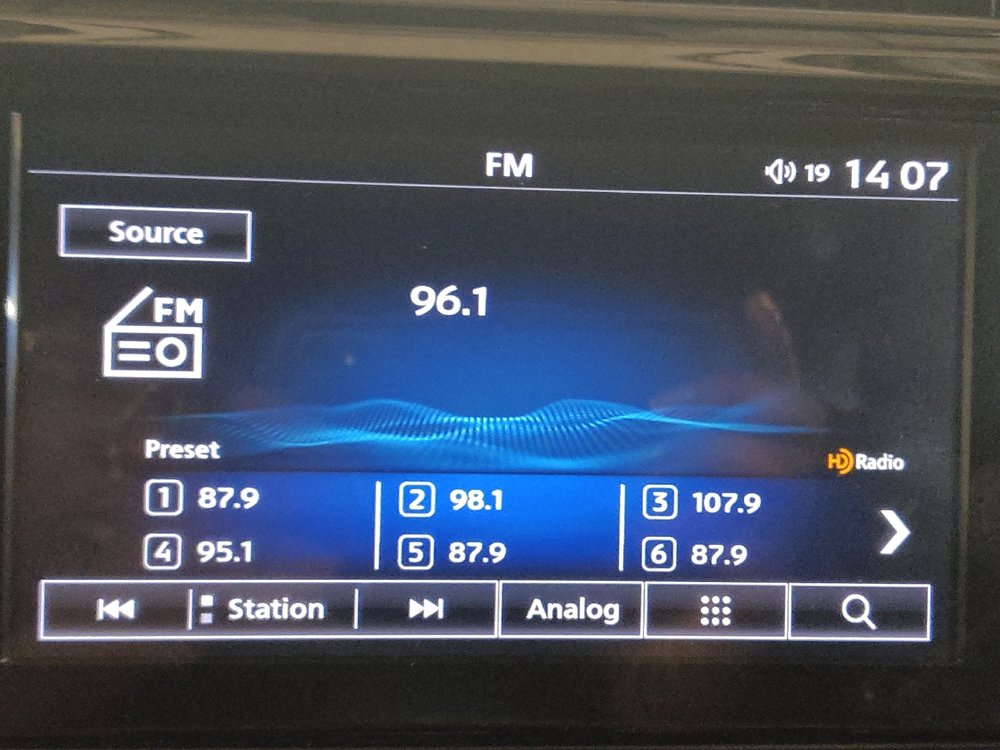 FM
19 14 07
Source
FM
96.1
Preset
HD Radio
1 87.9 2 98.1 3 107.9
4 95.1 5 87.9 6 87.9
Station Analog